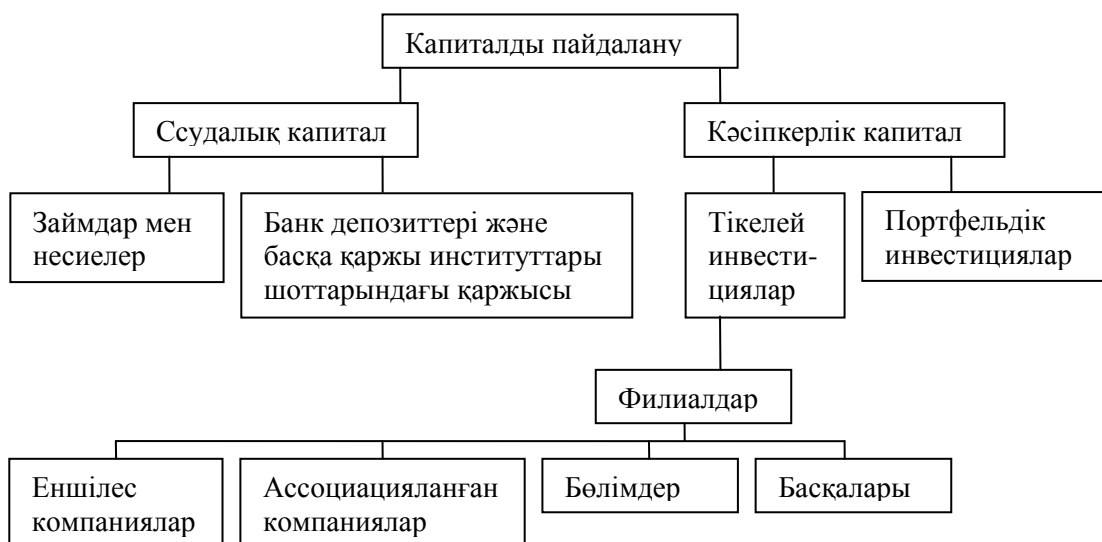 Капиталды пайдалану
Ссудалық капитал
Кәсіпкерлік капитал
Займдар мен
несиелер
Банк депозиттері және
басқа қаржы институттары
шоттарындағы қаржысы
Тікелей
инвести-
циялар
Портфельдік
инвестициялар
Филиалдар
Еншілес
компаниялар
Ассоциацияланған
компаниялар
Бөлімдер
Басқалары